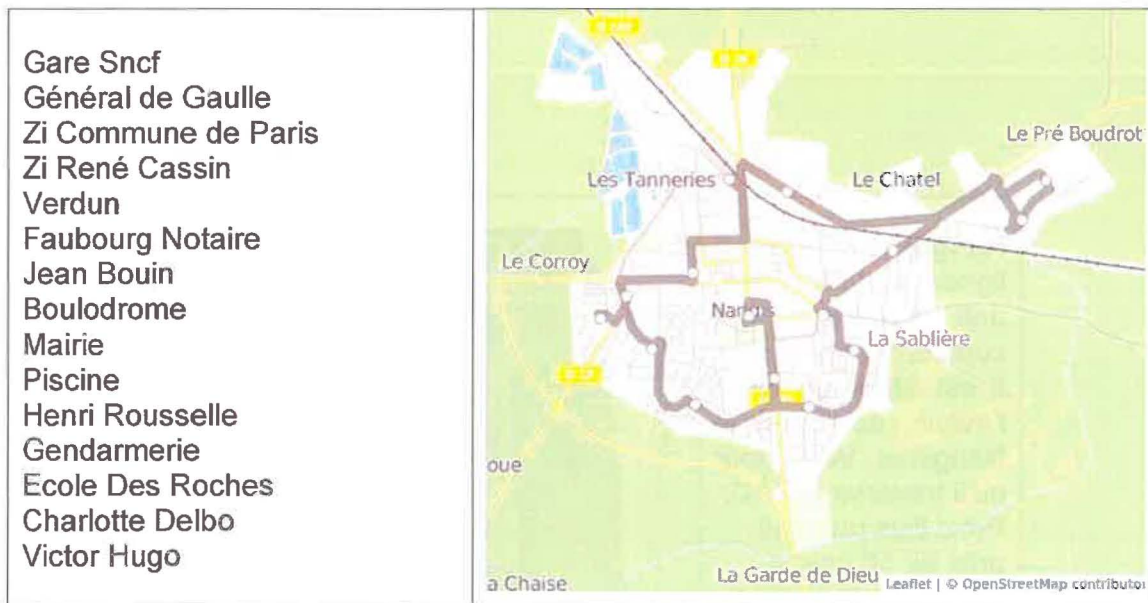 Gare Sncf
Général de Gaulle
Zi Commune de Paris
Zi René Cassin
Verdun
Faubourg Notaire
Jean Bouin
Boulodrome
Mairie
Piscine
Henri Rousselle
Gendarmerie
Ecole Des Roches
Charlotte Delbo
Victor Hugo
Le Pré Boudrot
Les Tanneries
Le Chatel
Le Corroy
Nangis
La Sablière
oue
a Chaise
La Garde de Dieu
Leaflet | © OpenStreetMap contributo